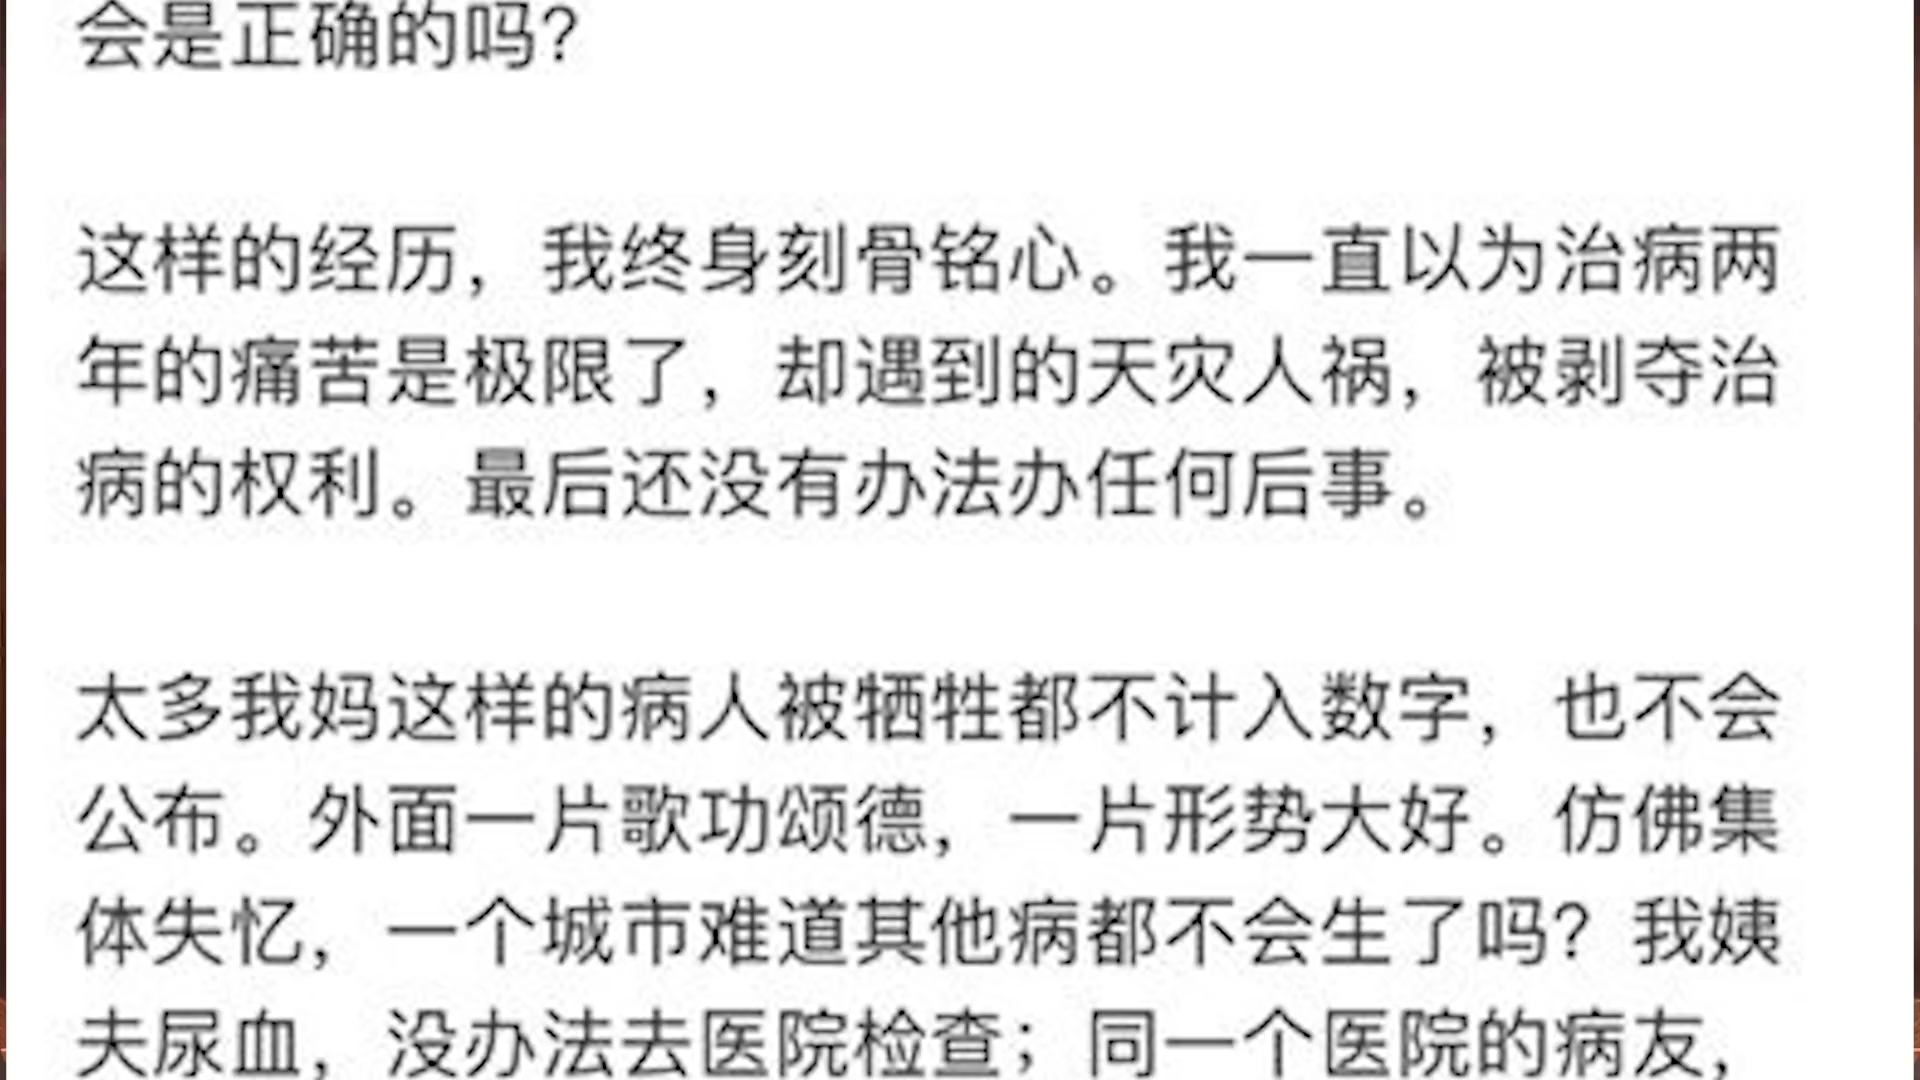 会是正确的吗？
这样的经历，我终身刻骨铭心。我一直以为治病两
年的痛苦是极限了，却遇到的天灾人祸，被剥夺治
病的权利。最后还没有办法办任何后事。
太多我妈这样的病人被牺牲都不计入数字，也不会
公布。外面一片歌功颂德，一片形势大好。仿佛集
体失忆，一个城市难道其他病都不会生了吗？我姨
夫尿血，没办法去医院检查；同一个医院的病友，